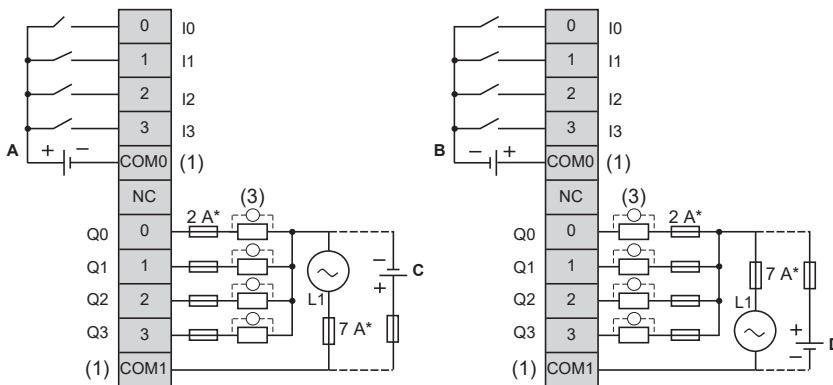 0 I0
1 I1
2 I2
3 I3
A + − COM0 (1)
NC (3)
2 A*
Q0 0
Q1 1 − C
+
Q2 2 L1
Q3 3 7 A*
(1) COM1
0 I0
1 I1
2 I2
3 I3
B − + COM0 (1)
NC (3)
2 A*
Q0 0
Q1 1 7 A*
Q2 2 L1
Q3 3 + D
−
(1) COM1